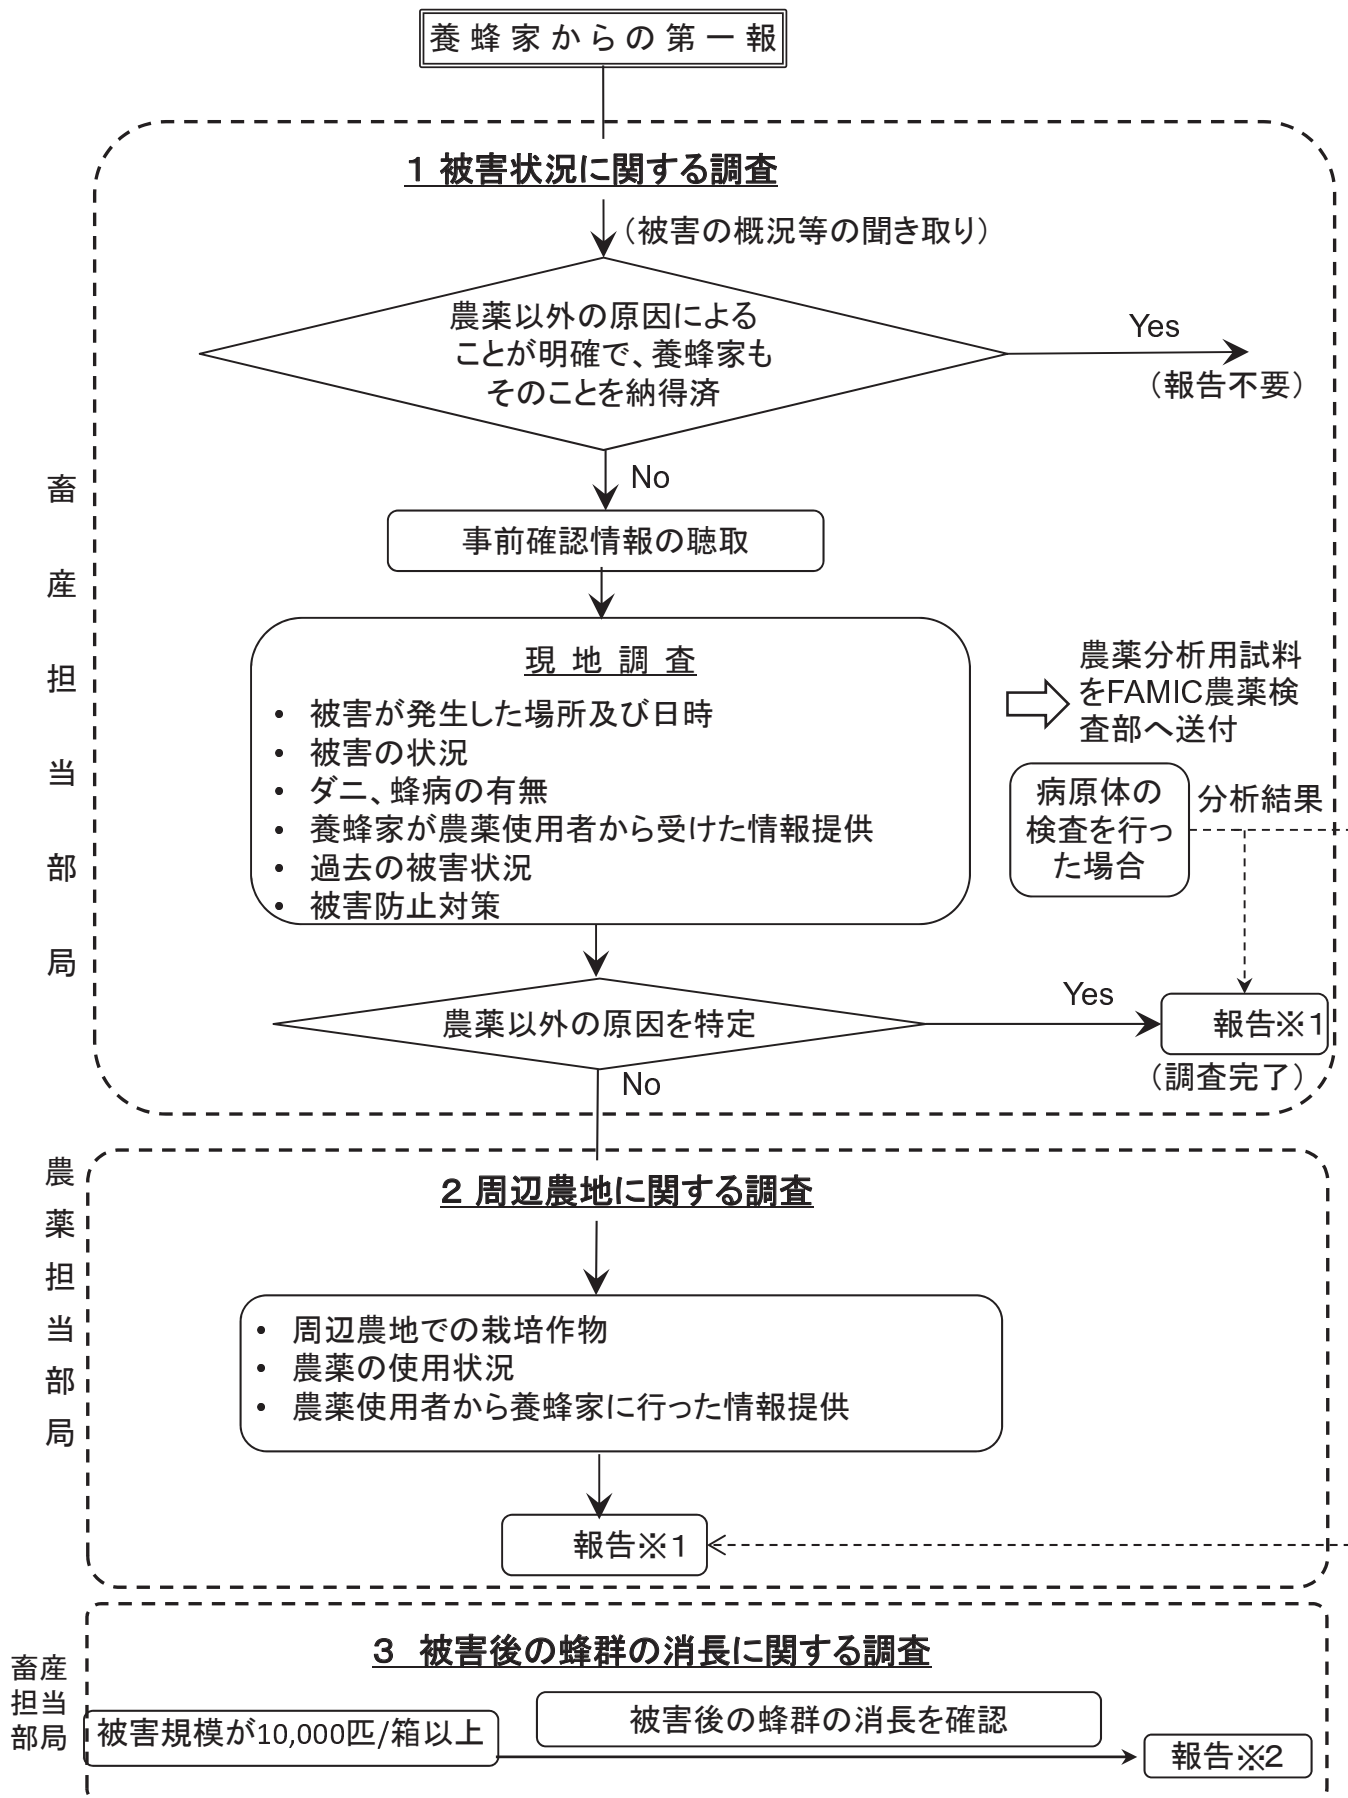 養蜂家からの第一報
1 被害状況に関する調査
（被害の概況等の聞き取り）
農薬以外の原因による
ことが明確で、養蜂家も
そのことを納得済
Yes
（報告不要）
No
事前確認情報の聴取
畜産担当部局
現地調査
• 被害が発生した場所及び日時
• 被害の状況
• ダニ、蜂病の有無
• 養蜂家が農薬使用者から受けた情報提供
• 過去の被害状況
• 被害防止対策
農薬分析用試料
をFAMIC農薬検
査部へ送付
病原体の
検査を行っ
た場合
分析結果
農薬以外の原因を特定
Yes
報告※1
（調査完了）
No
農薬担当部局
2 周辺農地に関する調査
• 周辺農地での栽培作物
• 農薬の使用状況
• 農薬使用者から養蜂家に行った情報提供
報告※1
3 被害後の蜂群の消長に関する調査
畜産
担当
部局
被害規模が10,000匹/箱以上
被害後の蜂群の消長を確認
報告※2